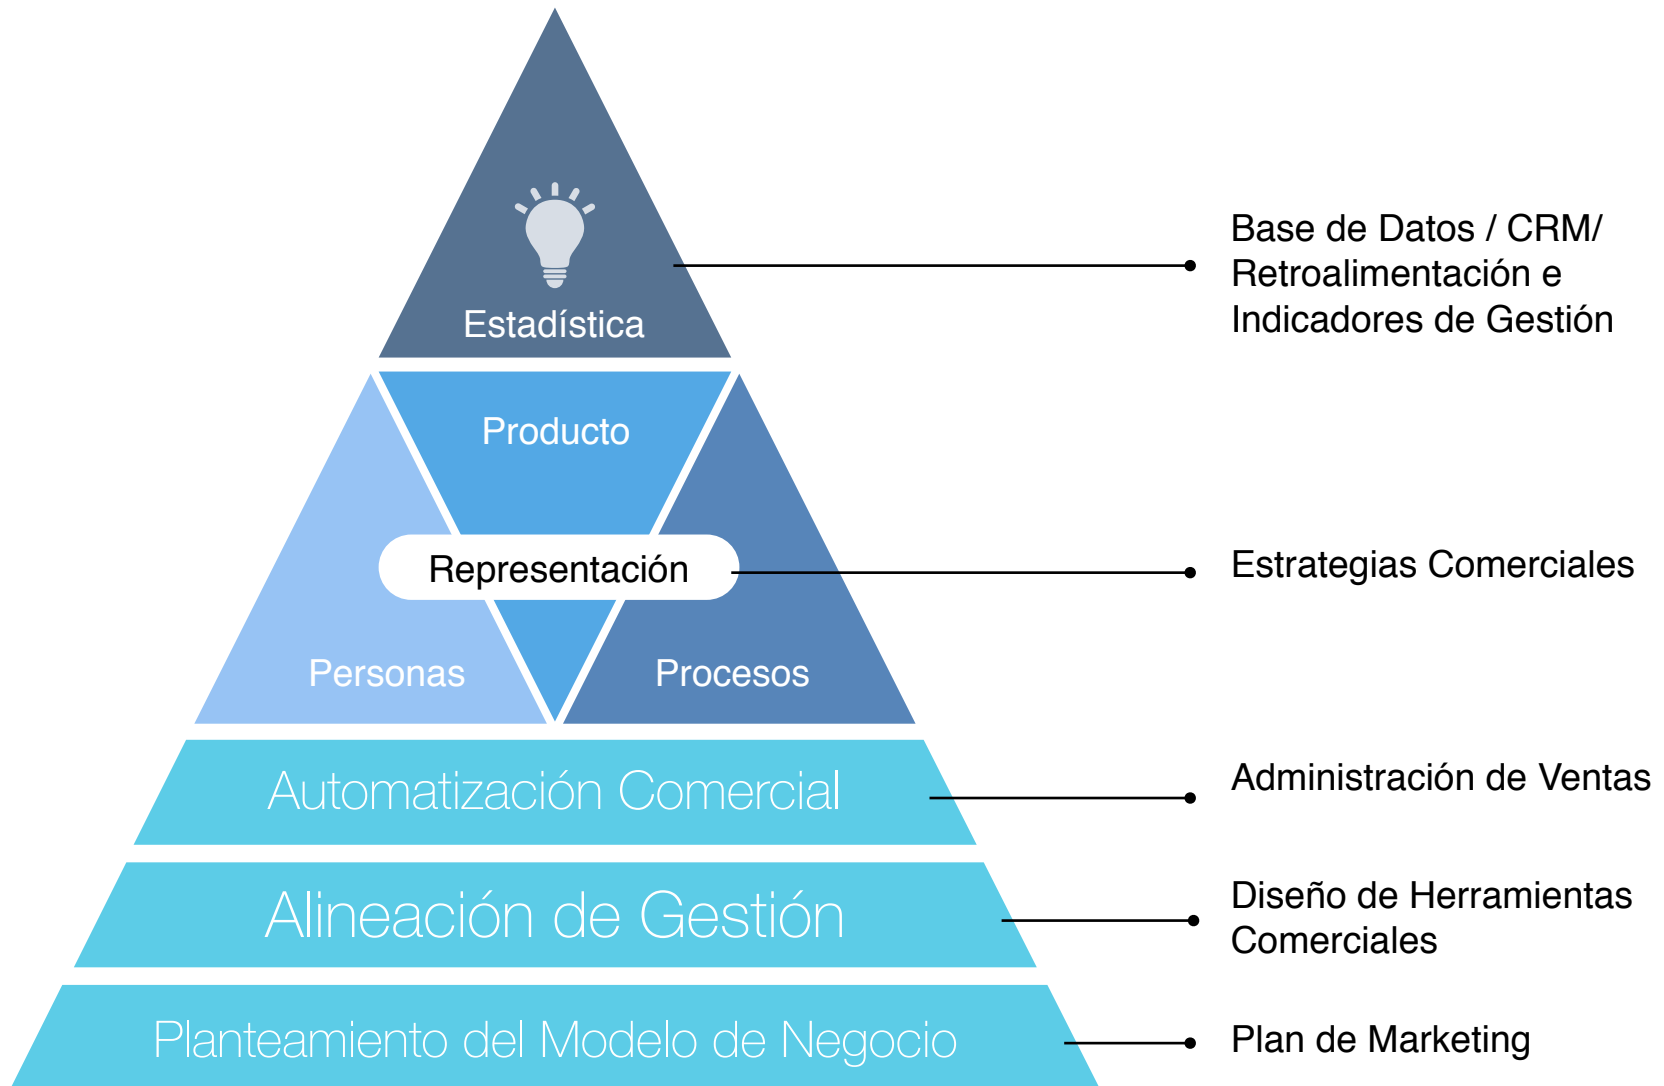 Estadística
Base de Datos / CRM/
Retroalimentación e
Indicadores de Gestión
Producto
Representación
Estrategias Comerciales
Personas
Procesos
Automatización Comercial
Administración de Ventas
Alineación de Gestión
Diseño de Herramientas
Comerciales
Planteamiento del Modelo de Negocio
Plan de Marketing